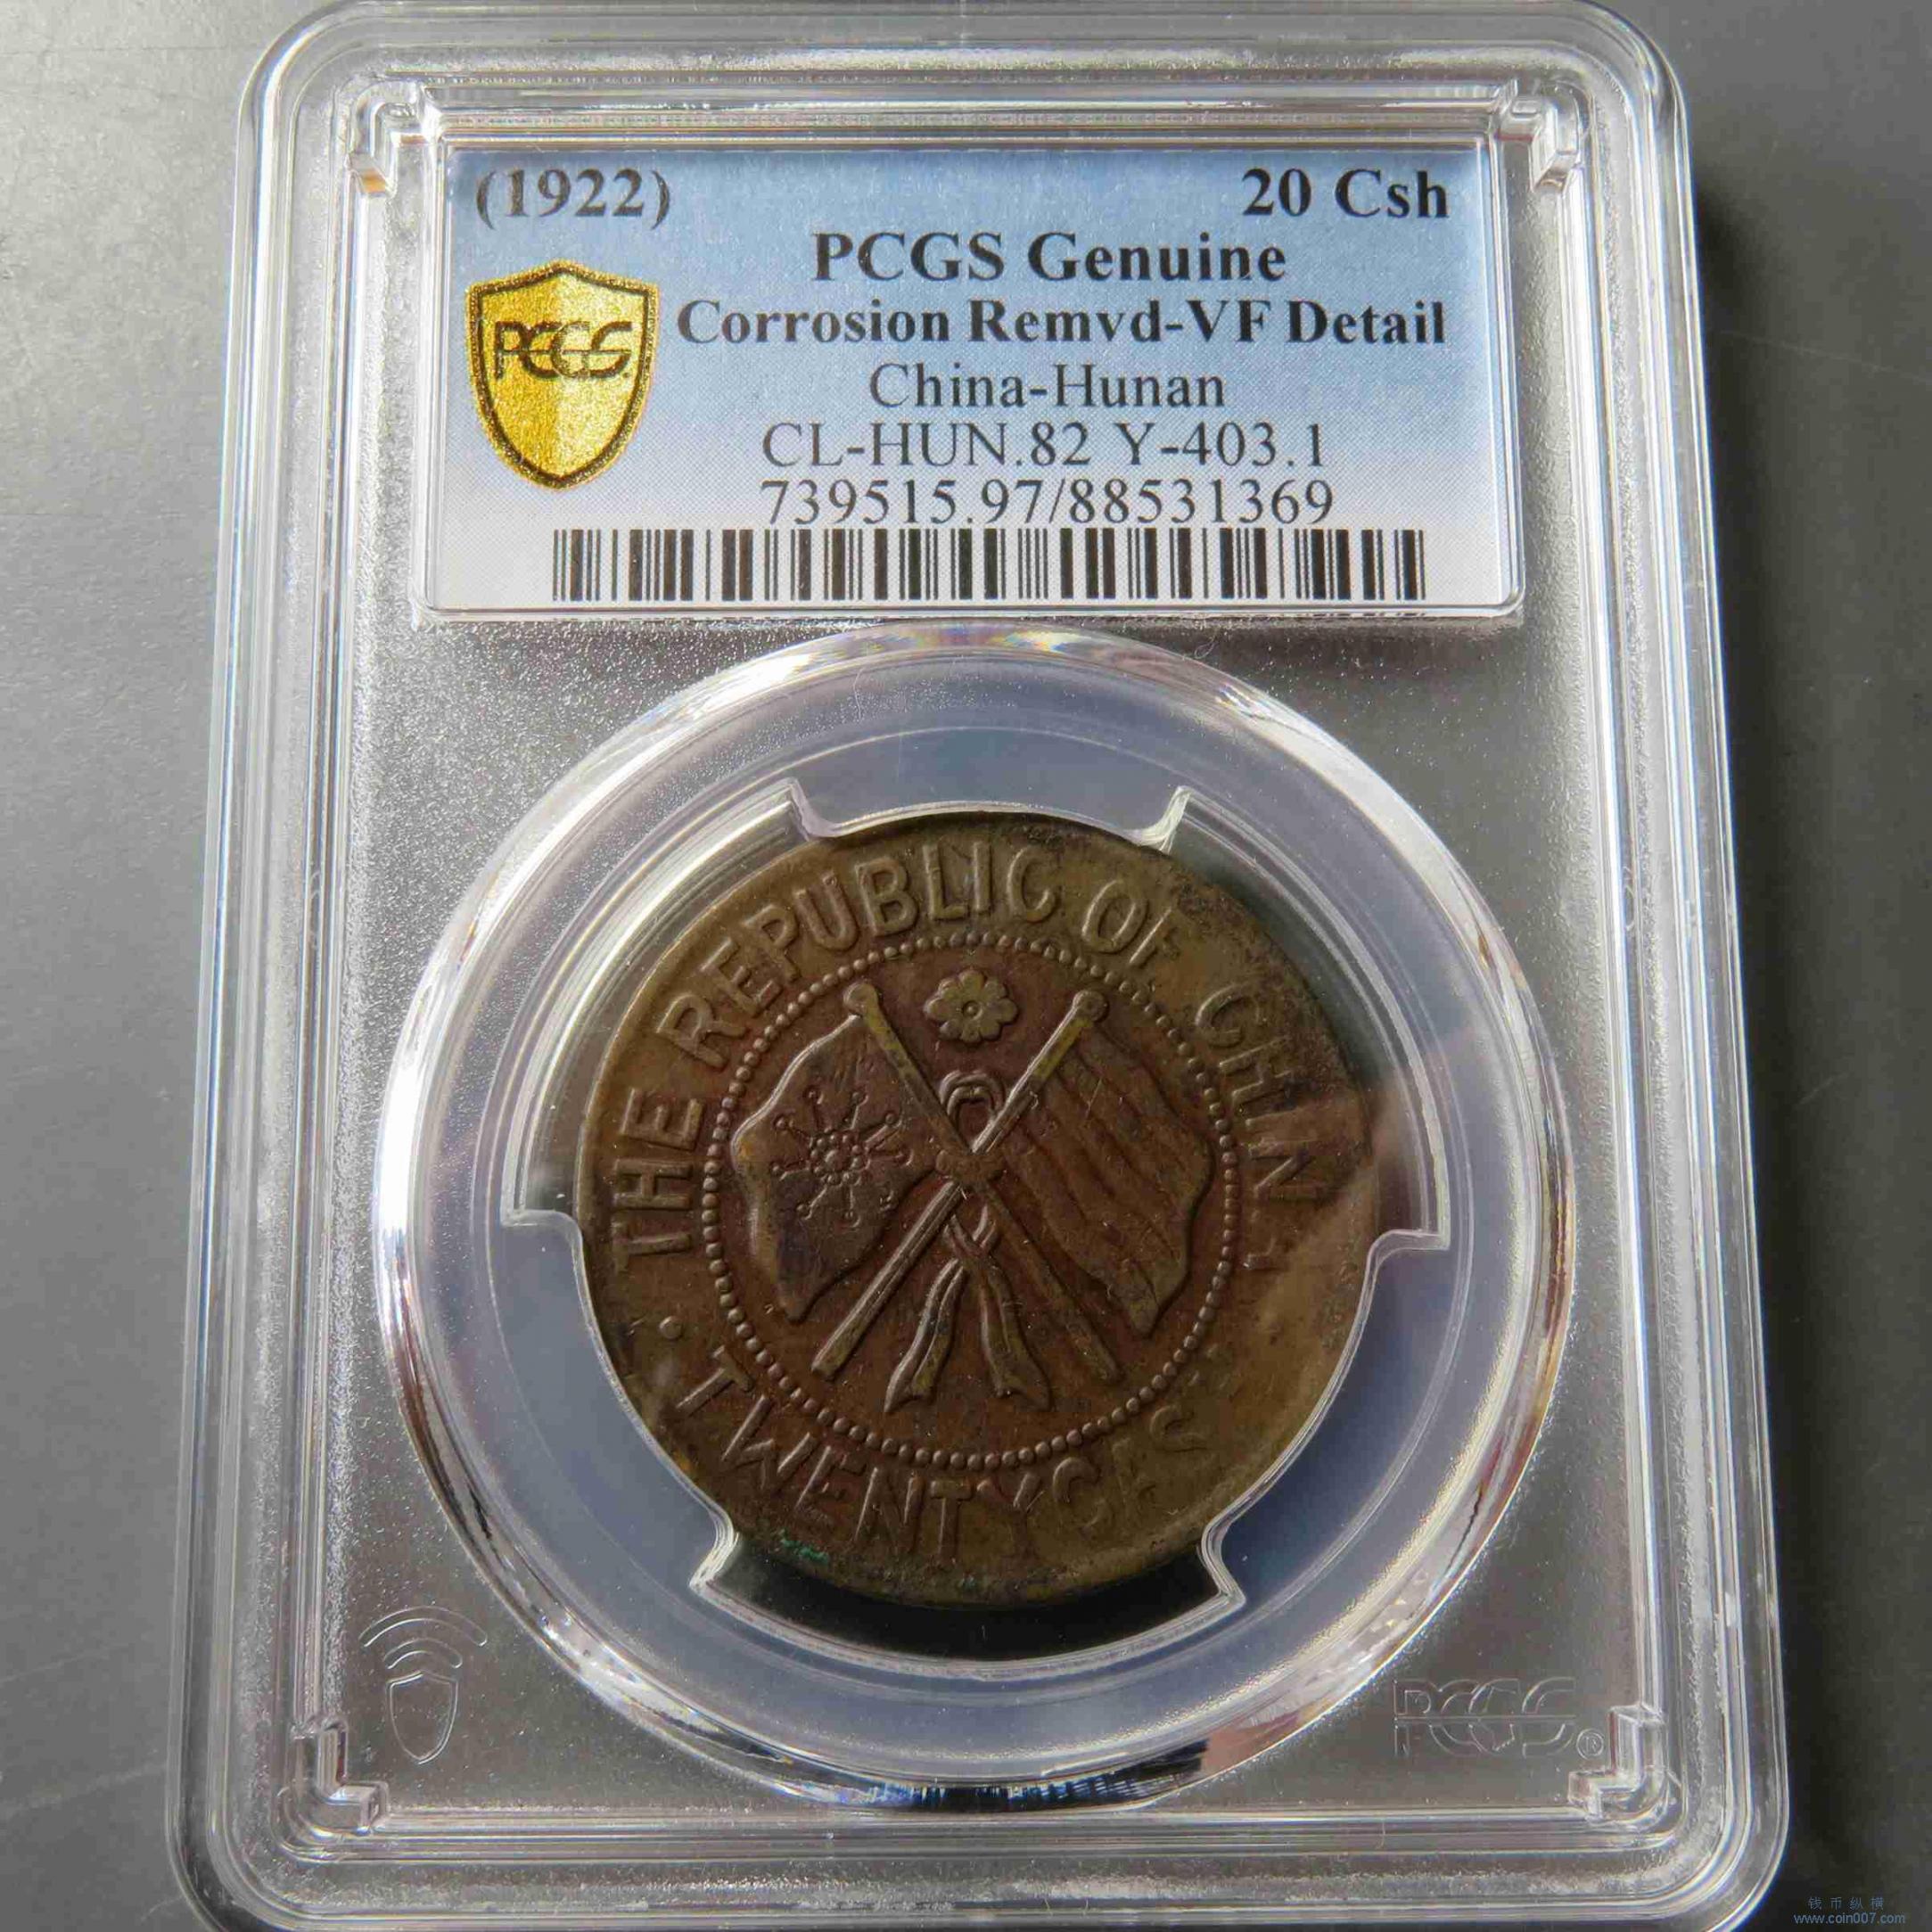 (1922) 20 Csh
PCGS Genuine
PCGS
Corrosion Remvd-VF Detail
China-Hunan
CL-HUN.82 Y-403.1
739515.97/88531369
THE REPUBLIC OF CHIN
TWENTY CAS
PCGS®
钱币纵横
www.coin007.com